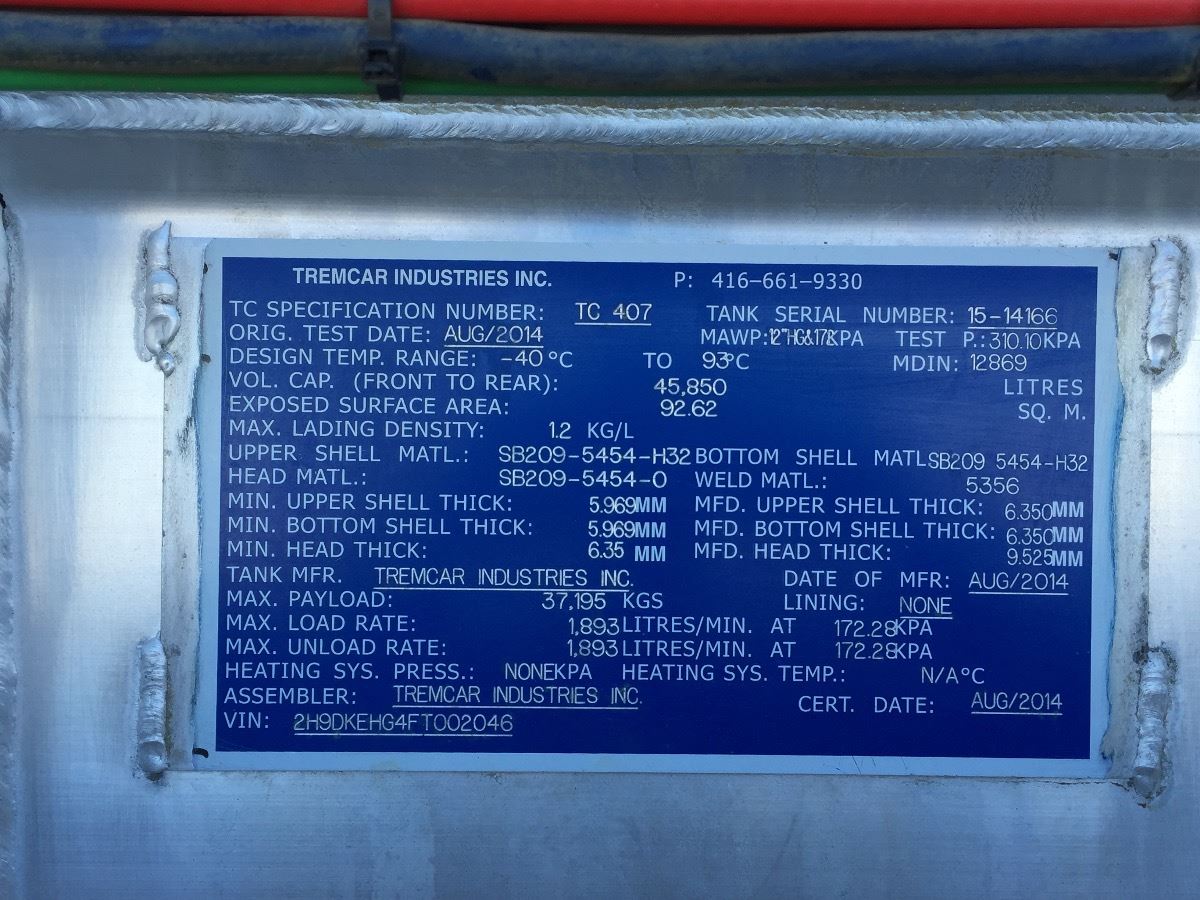 TREMCAR INDUSTRIES INC. P: 416-661-9330
TC SPECIFICATION NUMBER: TC 407 TANK SERIAL NUMBER: 15-14166
ORIG. TEST DATE: AUG/2014 MAWP: 12"HG&172KPA TEST P.: 310.10KPA
DESIGN TEMP. RANGE: -40 °C TO 93°C MDIN: 12869
VOL. CAP. (FRONT TO REAR): 45,850 LITRES
EXPOSED SURFACE AREA: 92.62 SQ. M.
MAX. LADING DENSITY: 1.2 KG/L
UPPER SHELL MATL.: SB209-5454-H32 BOTTOM SHELL MATL SB209 5454-H32
HEAD MATL.: SB209-5454-0 WELD MATL.: 5356
MIN. UPPER SHELL THICK: 5.969MM MFD. UPPER SHELL THICK: 6.350MM
MIN. BOTTOM SHELL THICK: 5.969MM MFD. BOTTOM SHELL THICK: 6.350MM
MIN. HEAD THICK: 6.35 MM MFD. HEAD THICK: 9.525MM
TANK MFR. TREMCAR INDUSTRIES INC. DATE OF MFR: AUG/2014
MAX. PAYLOAD: 37,195 KGS LINING: NONE
MAX. LOAD RATE: 1,893 LITRES/MIN. AT 172.28KPA
MAX. UNLOAD RATE: 1,893 LITRES/MIN. AT 172.28KPA
HEATING SYS. PRESS.: NONEKPA HEATING SYS. TEMP.: N/A°C
ASSEMBLER: TREMCAR INDUSTRIES INC. CERT. DATE: AUG/2014
VIN: 2H9DKEHG4FT002046